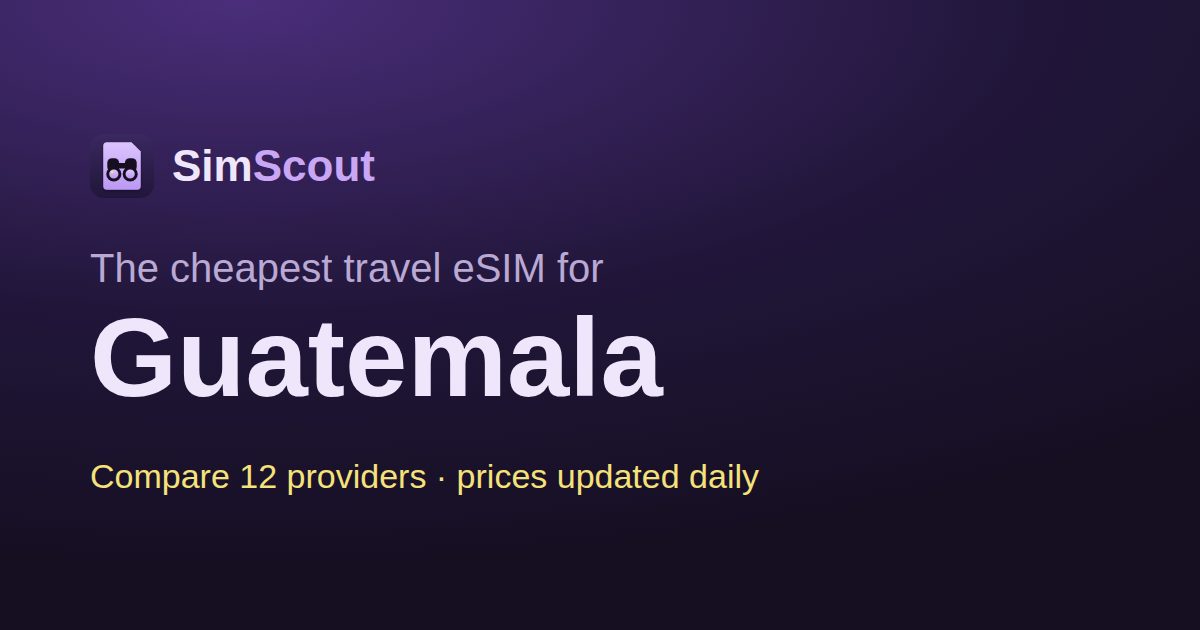 SimScout
The cheapest travel eSIM for
Guatemala
Compare 12 providers · prices updated daily